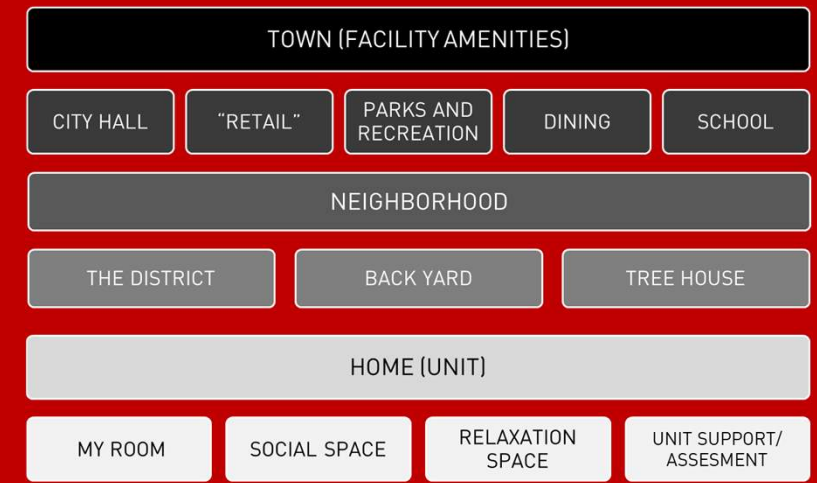 TOWN (FACILITY AMENITIES)
CITY HALL
"RETAIL"
PARKS AND
RECREATION
DINING
SCHOOL
NEIGHBORHOOD
THE DISTRICT
BACK YARD
TREE HOUSE
HOME (UNIT)
MY ROOM
SOCIAL SPACE
RELAXATION
SPACE
UNIT SUPPORT/
ASSESMENT